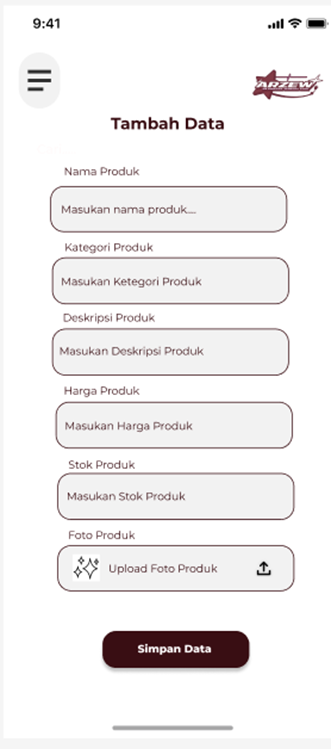 9:41
ARZEW
Tambah Data
Nama Produk
Masukan nama produk....
Kategori Produk
Masukan Ketegori Produk
Deskripsi Produk
Masukan Deskripsi Produk
Harga Produk
Masukan Harga Produk
Stok Produk
Masukan Stok Produk
Foto Produk
Upload Foto Produk
Simpan Data